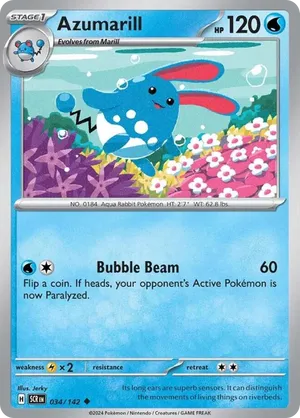 STAGE 1 Azumarill HP 120
Evolves from Marill
NO. 0184. Aqua Rabbit Pokémon. HT: 2'7" WT: 62.8 lbs.
Bubble Beam 60
Flip a coin. If heads, your opponent's Active Pokémon is
now Paralyzed.
weakness ×2 resistance retreat
Illus. Jerky
H SCR EN 034/142
Its long ears are superb sensors. It can distinguish the
movements of living things on riverbeds.
©2024 Pokémon / Nintendo / Creatures / GAME FREAK